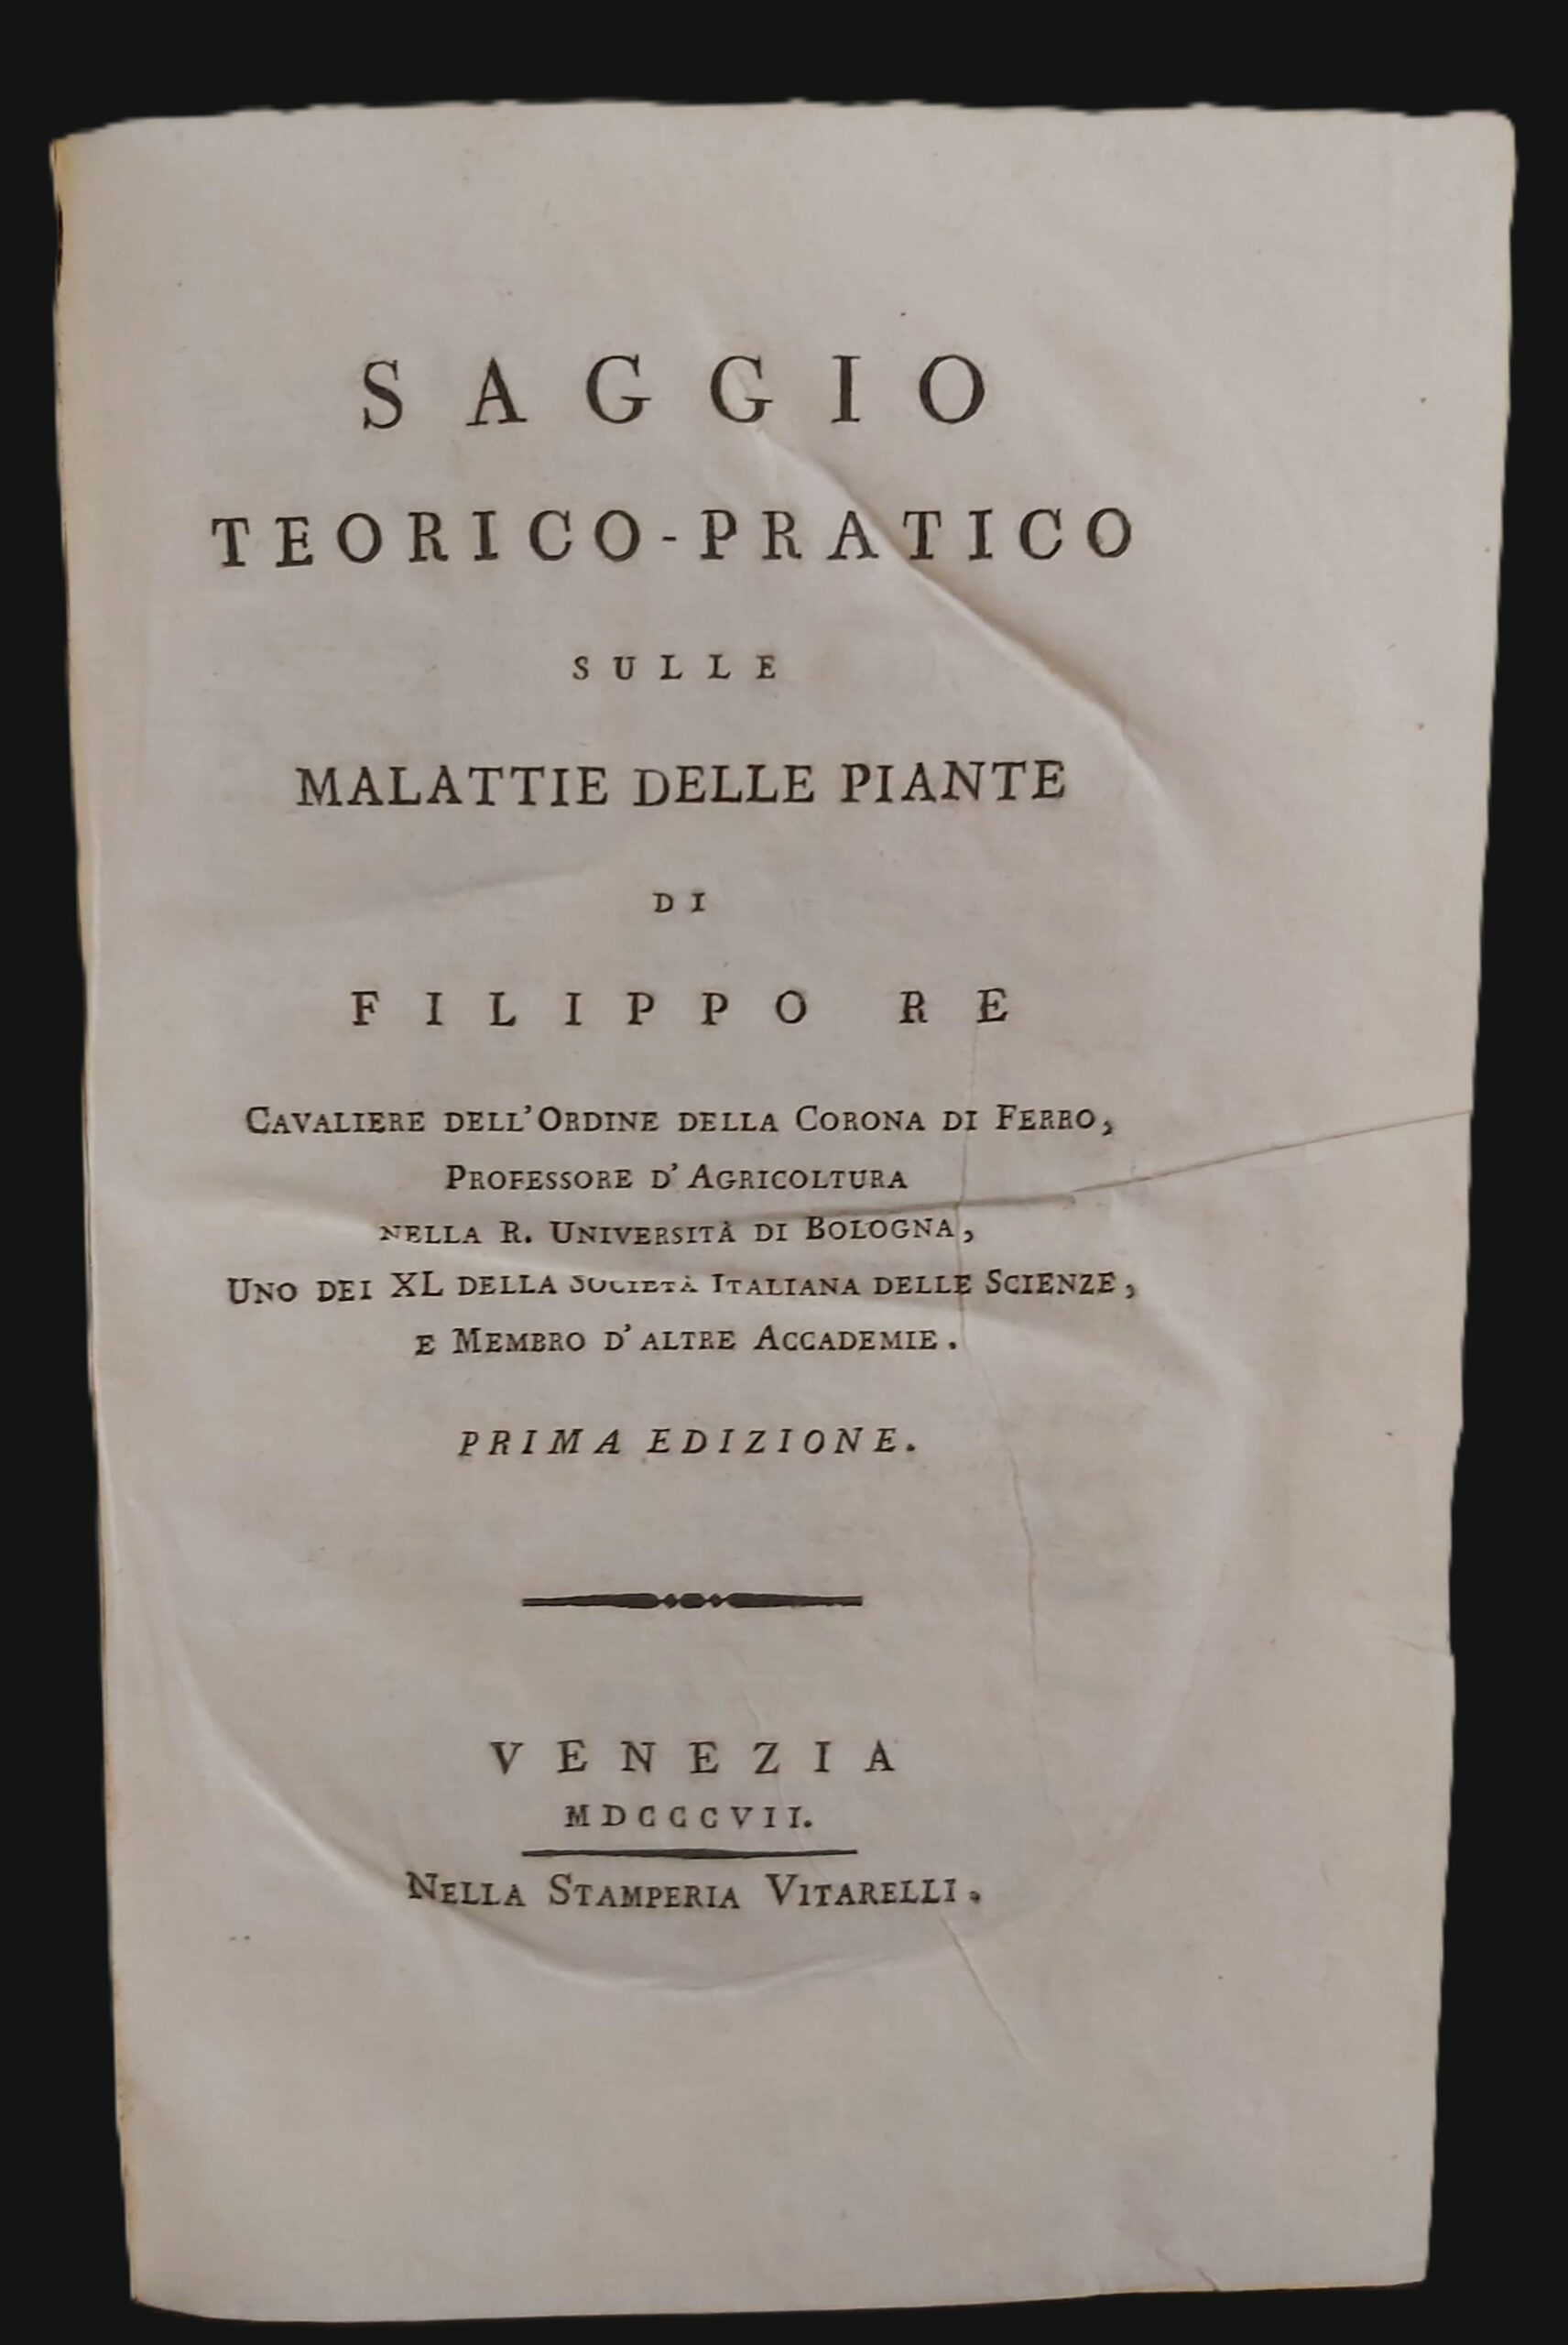 SAGGIO
TEORICO-PRATICO
SULLE
MALATTIE DELLE PIANTE
DI
FILIPPO RE
CAVALIERE DELL'ORDINE DELLA CORONA DI FERRO,
PROFESSORE D'AGRICOLTURA
NELLA R. UNIVERSITÀ DI BOLOGNA,
UNO DEI XL DELLA SOCIETÀ ITALIANA DELLE SCIENZE,
E MEMBRO D'ALTRE ACCADEMIE.
PRIMA EDIZIONE.
VENEZIA
MDCCCVII.
NELLA STAMPERIA VITARELLI.